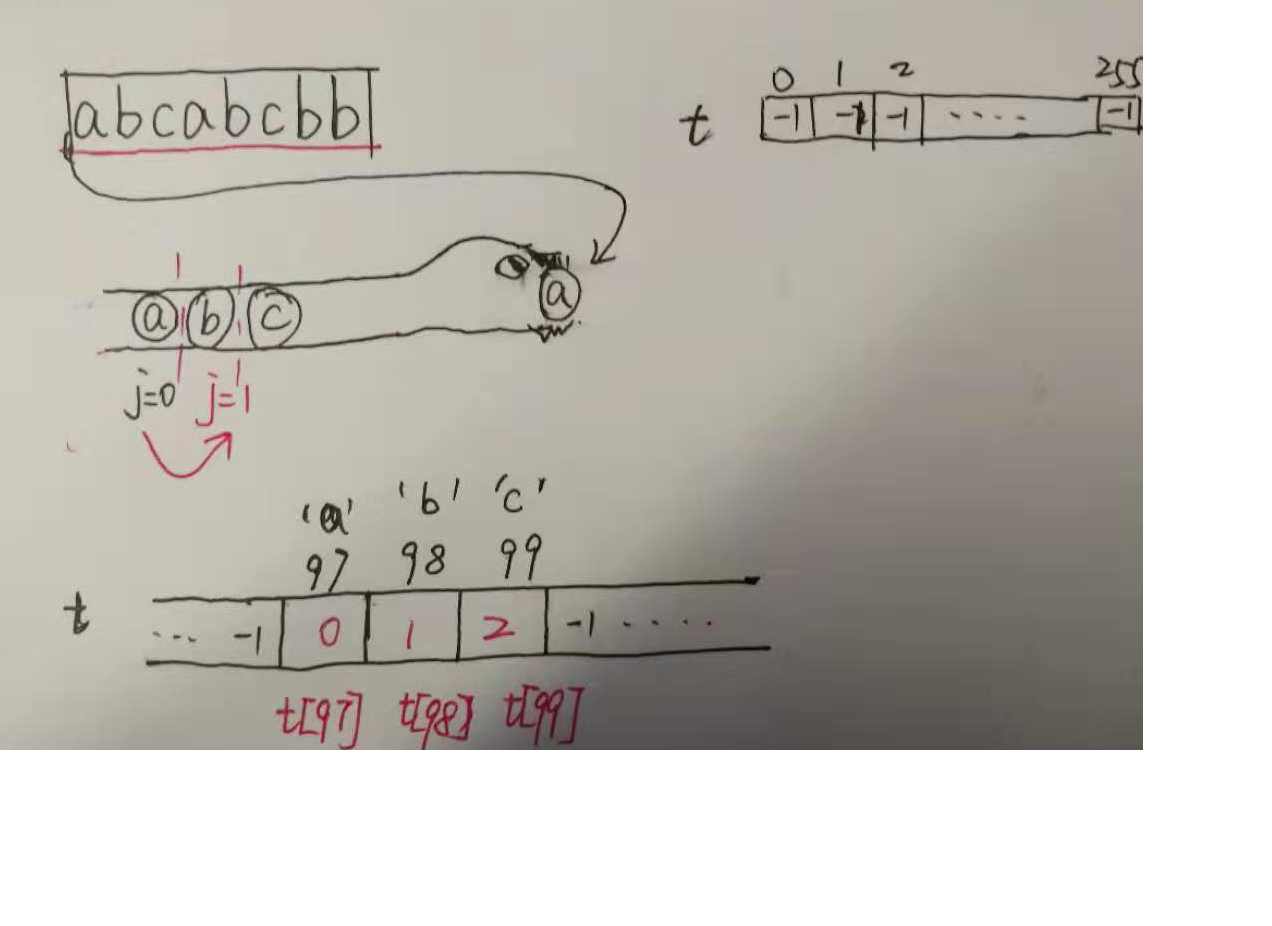 abcabcbb
0 1 2 255
t -1 -1 -1 .... -1
a b c a
j=0 j=1
'a' 'b' 'c'
97 98 99
t ... -1 0 1 2 -1 .....
t[97] t[98] t[99]